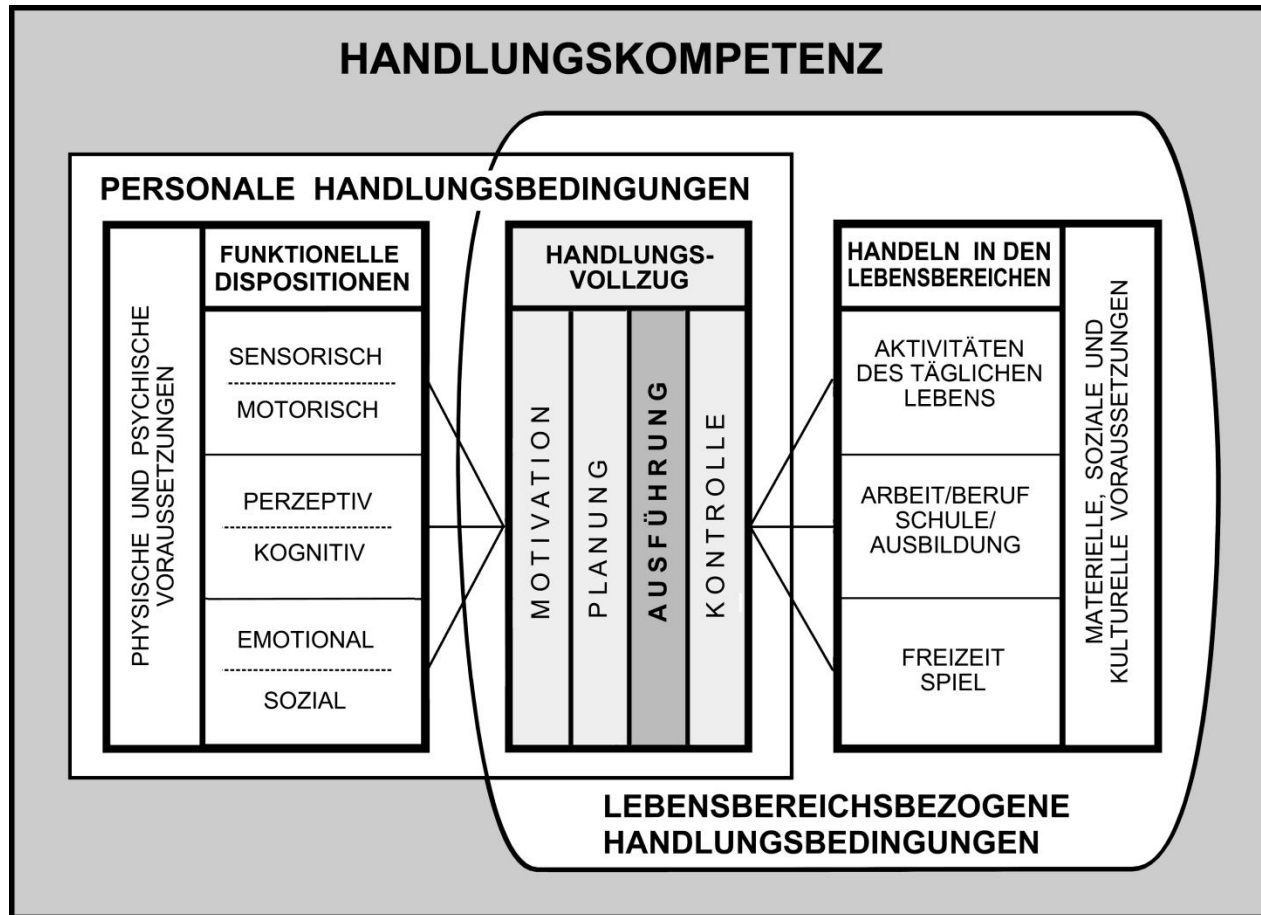 HANDLUNGSKOMPETENZ
PERSONALE HANDLUNGSBEDINGUNGEN
PHYSISCHE UND PSYCHISCHE
VORAUSSETZUNGEN
FUNKTIONELLE
DISPOSITIONEN
SENSORISCH
MOTORISCH
PERZEPTIV
KOGNITIV
EMOTIONAL
SOZIAL
HANDLUNGS-
VOLLZUG
MOTIVATION
PLANUNG
AUSFÜHRUNG
KONTROLLE
HANDELN IN DEN
LEBENSBEREICHEN
AKTIVITÄTEN
DES TÄGLICHEN
LEBENS
ARBEIT/BERUF
SCHULE/
AUSBILDUNG
FREIZEIT
SPIEL
MATERIELLE, SOZIALE UND
KULTURELLE VORAUSSETZUNGEN
LEBENSBEREICHSBEZOGENE
HANDLUNGSBEDINGUNGEN